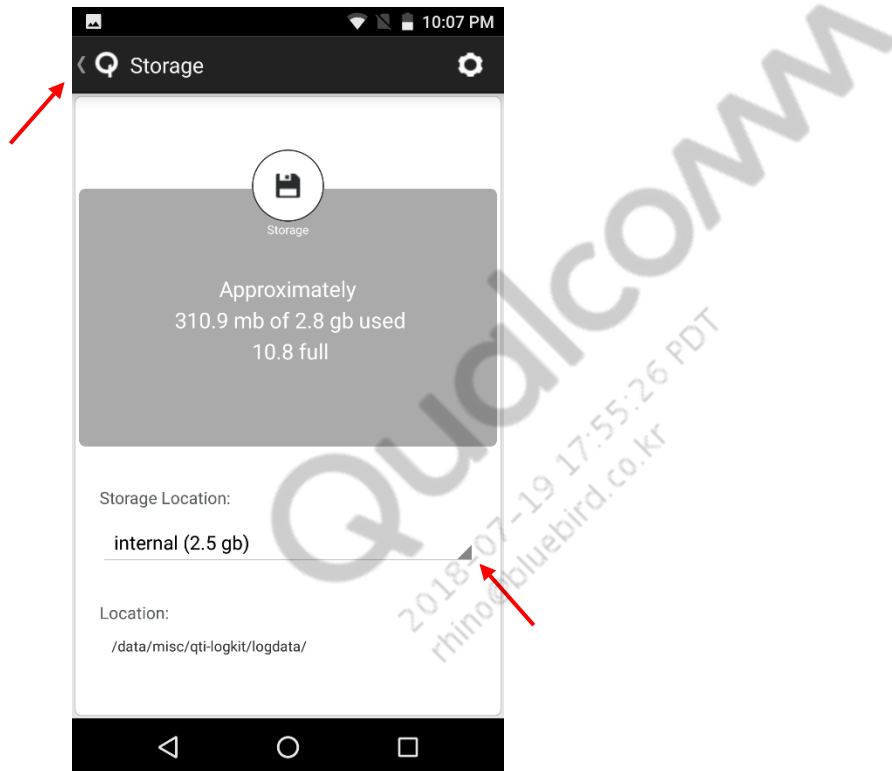 10:07 PM
Storage
Storage
Approximately
310.9 mb of 2.8 gb used
10.8 full
Storage Location:
internal (2.5 gb)
Location:
/data/misc/qti-logkit/logdata/
Qualcomm
2018-07-19 17:55:26 PDT
rhino@bluebird.co.kr